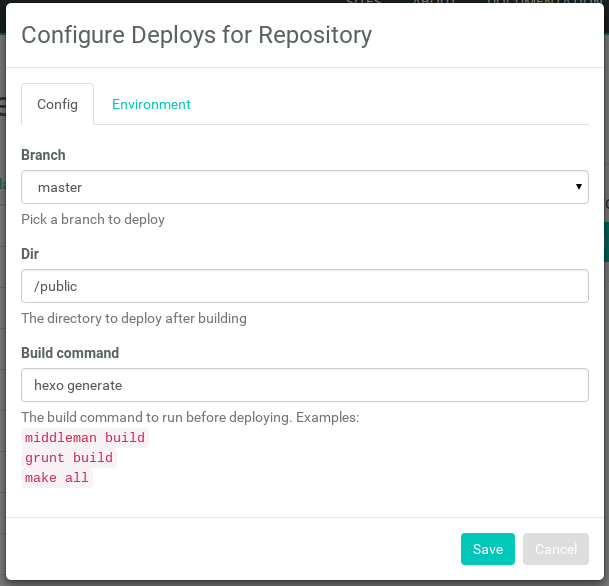 SITES ABOUT DOCUMENTATION
Configure Deploys for Repository
Config Environment
Branch
master
Pick a branch to deploy
Dir
/public
The directory to deploy after building
Build command
hexo generate
The build command to run before deploying. Examples:
middleman build
grunt build
make all
Save Cancel